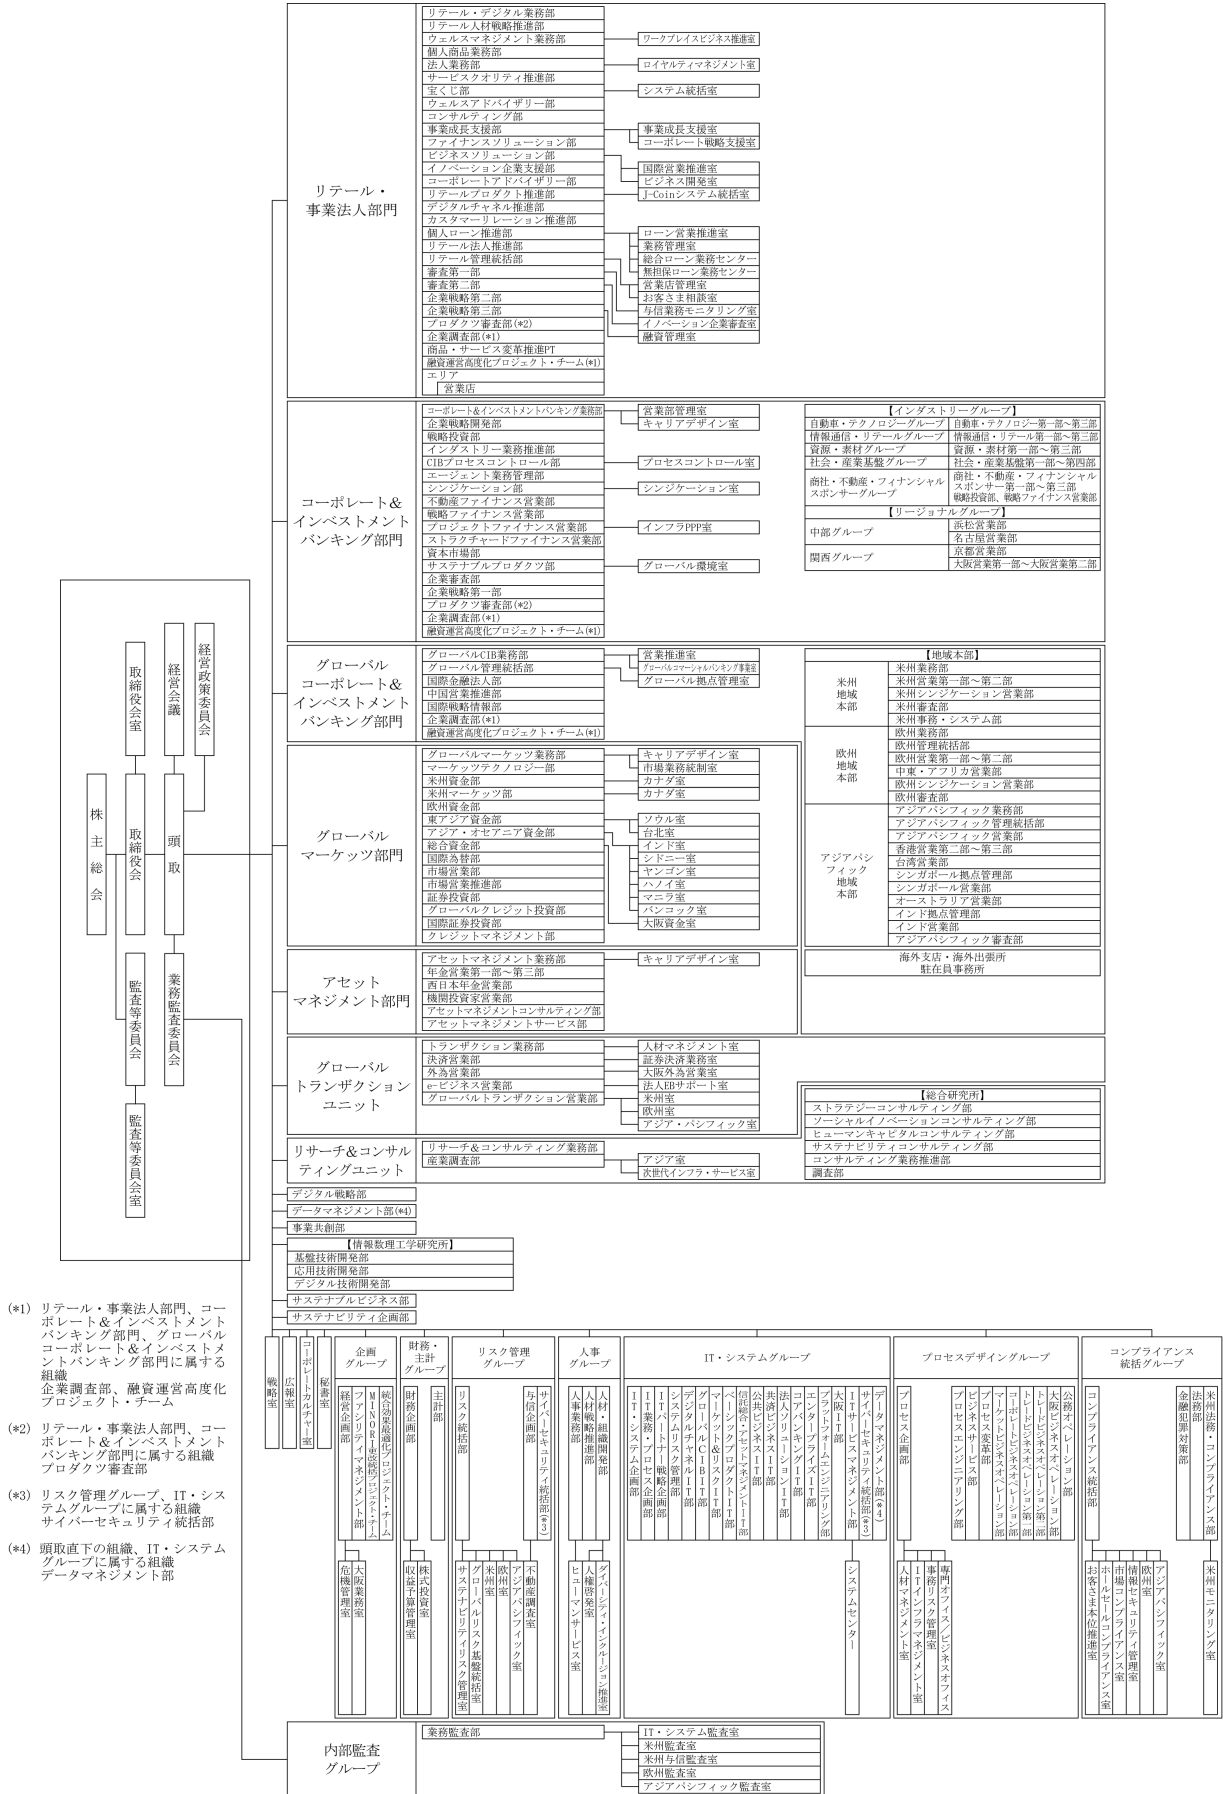 株主総会
取締役会室
取締役会
監査等委員会
監査等委員会室
経営会議
経営政策委員会
頭取
業務監査委員会
リテール・
事業法人部門
リテール・デジタル業務部
リテール人材戦略推進部
ウェルスマネジメント業務部
ワークプレイスビジネス推進室
個人商品業務部
法人業務部
ロイヤルティマネジメント室
サービスクオリティ推進部
宝くじ部
システム統括室
ウェルスアドバイザリー部
コンサルティング部
事業成長支援部
事業成長支援室
ファイナンスソリューション部
コーポレート戦略支援室
ビジネスソリューション部
イノベーション企業支援部
国際営業推進室
コーポレートアドバイザリー部
ビジネス開発室
リテールプロダクト推進部
J-Coinシステム統括室
デジタルチャネル推進部
カスタマーリレーション推進部
個人ローン推進部
ローン営業推進室
リテール法人推進部
業務管理室
リテール管理統括部
総合ローン業務センター
審査第一部
無担保ローン業務センター
審査第二部
営業店管理室
企業戦略第二部
お客さま相談室
企業戦略第三部
与信業務モニタリング室
プロダクツ審査部(*2)
イノベーション企業審査室
企業調査部(*1)
融資管理室
商品・サービス変革推進PT
融資運営高度化プロジェクト・チーム(*1)
エリア
営業店
コーポレート&
インベストメント
バンキング部門
コーポレート&インベストメントバンキング業務部
営業部管理室
企業戦略開発部
キャリアデザイン室
戦略投資部
インダストリー業務推進部
CIBプロセスコントロール部
プロセスコントロール室
エージェント業務管理部
シンジケーション部
シンジケーション室
不動産ファイナンス営業部
戦略ファイナンス営業部
プロジェクトファイナンス営業部
インフラPPP室
ストラクチャードファイナンス営業部
資本市場部
サステナブルプロダクツ部
グローバル環境室
企業審査部
企業戦略第一部
プロダクツ審査部(*2)
企業調査部(*1)
融資運営高度化プロジェクト・チーム(*1)
【インダストリーグループ】
自動車・テクノロジーグループ
自動車・テクノロジー第一部～第三部
情報通信・リテールグループ
情報通信・リテール第一部～第三部
資源・素材グループ
資源・素材第一部～第三部
社会・産業基盤グループ
社会・産業基盤第一部～第四部
商社・不動産・フィナンシャル
スポンサーグループ
商社・不動産・フィナンシャル
スポンサー第一部～第三部
戦略投資部、戦略ファイナンス営業部
【リージョナルグループ】
中部グループ
浜松営業部
名古屋営業部
関西グループ
京都営業部
大阪営業第一部～大阪営業第二部
グローバル
コーポレート&
インベストメント
バンキング部門
グローバルCIB業務部
営業推進室
グローバル管理統括部
グローバルコマーシャルバンキング事業室
国際金融法人部
グローバル拠点管理室
中国営業推進部
国際戦略情報部
企業調査部(*1)
融資運営高度化プロジェクト・チーム(*1)
【地域本部】
米州
地域
本部
米州業務部
米州営業第一部～第二部
米州シンジケーション営業部
米州審査部
米州事務・システム部
欧州
地域
本部
欧州業務部
欧州管理統括部
欧州営業第一部～第二部
中東・アフリカ営業部
欧州シンジケーション営業部
欧州審査部
アジアパシ
フィック
地域
本部
アジアパシフィック業務部
アジアパシフィック管理統括部
アジアパシフィック営業部
香港営業第二部～第三部
台湾営業部
シンガポール拠点管理部
シンガポール営業部
オーストラリア営業部
インド拠点管理部
インド営業部
アジアパシフィック審査部
海外支店・海外出張所
駐在員事務所
グローバル
マーケッツ部門
グローバルマーケッツ業務部
キャリアデザイン室
マーケッツテクノロジー部
市場業務統制室
米州資金部
カナダ室
米州マーケッツ部
カナダ室
欧州資金部
東アジア資金部
ソウル室
アジア・オセアニア資金部
台北室
総合資金部
インド室
国際為替部
シドニー室
市場営業部
ヤンゴン室
市場営業推進部
ハノイ室
証券投資部
マニラ室
グローバルクレジット投資部
バンコック室
国際証券投資部
大阪資金室
クレジットマネジメント部
アセット
マネジメント部門
アセットマネジメント業務部
キャリアデザイン室
年金営業第一部～第三部
西日本年金営業部
機関投資家営業部
アセットマネジメントコンサルティング部
アセットマネジメントサービス部
グローバル
トランザクション
ユニット
トランザクション業務部
人材マネジメント室
決済営業部
証券決済業務室
外為営業部
大阪外為営業室
e-ビジネス営業部
法人EBサポート室
グローバルトランザクション営業部
米州室
欧州室
アジア・パシフィック室
リサーチ&コンサル
ティングユニット
リサーチ&コンサルティング業務部
産業調査部
アジア室
次世代インフラ・サービス室
【総合研究所】
ストラテジーコンサルティング部
ソーシャルイノベーションコンサルティング部
ヒューマンキャピタルコンサルティング部
サステナビリティコンサルティング部
コンサルティング業務推進部
調査部
デジタル戦略部
データマネジメント部(*4)
事業共創部
【情報数理工学研究所】
基盤技術開発部
応用技術開発部
デジタル技術開発部
サステナブルビジネス部
サステナビリティ企画部
(*1) リテール・事業法人部門、コー
ポレート&インベストメント
バンキング部門、グローバル
コーポレート&インベストメ
ントバンキング部門に属する
組織
企業調査部、融資運営高度化
プロジェクト・チーム
(*2) リテール・事業法人部門、コー
ポレート&インベストメント
バンキング部門に属する組織
プロダクツ審査部
(*3) リスク管理グループ、IT・シス
テムグループに属する組織
サイバーセキュリティ統括部
(*4) 頭取直下の組織、IT・システム
グループに属する組織
データマネジメント部
戦略室
広報室
コーポレートカルチャー室
秘書室
企画
グループ
経営企画部
ファシリティマネジメント部
MINORI更改統括プロジェクト・チーム
統合効果最適化プロジェクト・チーム
危機管理室
大阪業務室
財務・
主計
グループ
財務企画部
主計部
収益予算管理室
株式投資室
リスク管理
グループ
リスク統括部
与信企画部
サイバーセキュリティ統括部(*3)
サステナビリティリスク管理室
グローバルリスク基盤統括室
米州室
欧州室
アジアパシフィック室
不動産調査室
人事
グループ
人事業務部
人材戦略推進部
人材・組織開発部
ヒューマンサービス室
人権啓発室
ダイバーシティ・インクルージョン推進室
IT・システムグループ
IT・システム企画部
IT業務・プロセス企画部
ITパートナー戦略企画部
システムリスク管理部
デジタルチャネルIT部
グローバルCIBIT部
マーケット&リスクIT部
ベーシックプロダクトIT部
信託総合・アセットマネジメントIT部
公共ビジネスIT部
共済ビジネスIT部
法人ソリューションIT部
コアバンキングIT部
エンタープライズIT部
プラットフォームエンジニアリング部
大阪IT部
ITサービスマネジメント部
サイバーセキュリティ統括部(*3)
データマネジメント部(*4)
システムセンター
プロセスデザイングループ
プロセス企画部
プロセスエンジニアリング部
ビジネスサービス部
プロセス変革部
マーケットビジネスオペレーション部
コーポレートビジネスオペレーション部
トレードビジネスオペレーション第一部
トレードビジネスオペレーション第二部
大阪ビジネスオペレーション部
公務オペレーション部
人材マネジメント室
ITインフラマネジメント室
事務リスク管理室
専門オフィス/ビジネスオフィス
コンプライアンス
統括グループ
コンプライアンス統括部
金融犯罪対策部
法務部
米州法務・コンプライアンス部
お客さま本位推進室
ホールセールコンプライアンス室
市場コンプライアンス室
情報セキュリティ管理室
欧州室
アジアパシフィック室
米州モニタリング室
内部監査
グループ
業務監査部
IT・システム監査室
米州監査室
米州与信監査室
欧州監査室
アジアパシフィック監査室